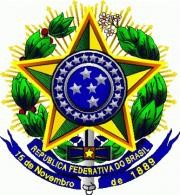 REPUBLICA FEDERATIVA DO BRASIL
15 de Novembro de 1889